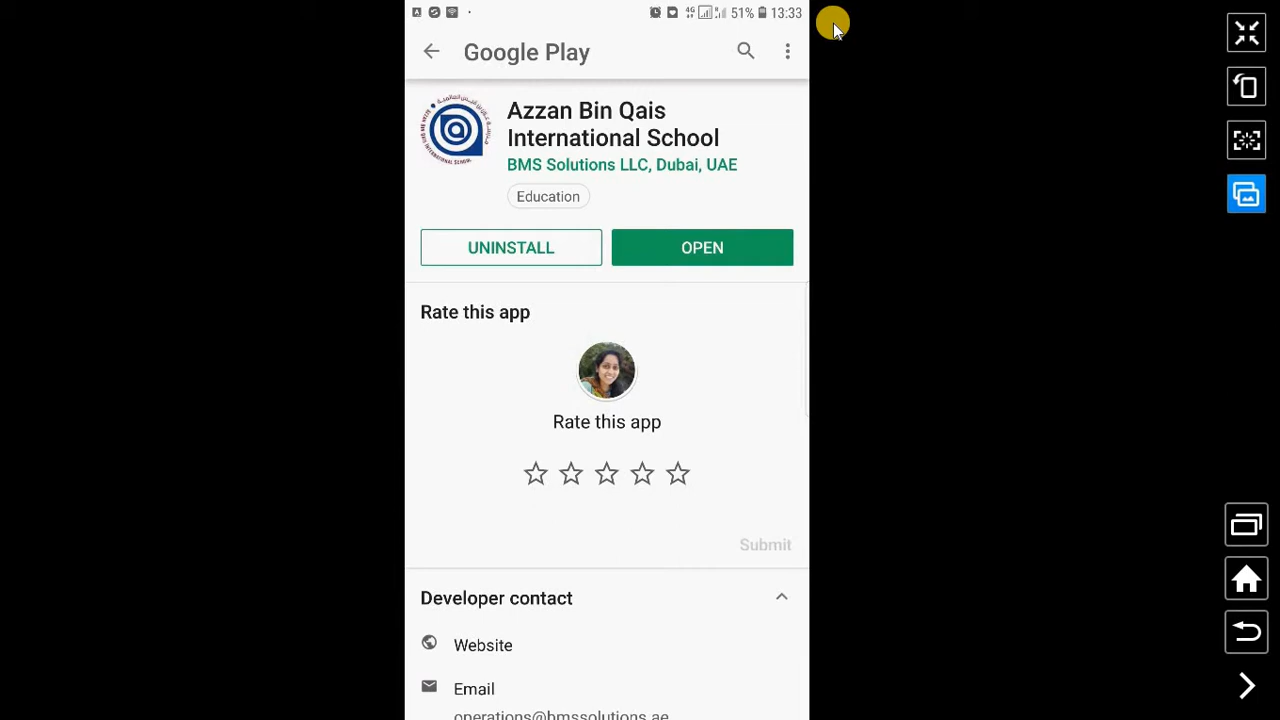 4G 51% 13:33
Google Play
Azzan Bin Qais
International School
BMS Solutions LLC, Dubai, UAE
Education
UNINSTALL
OPEN
Rate this app
Rate this app
Submit
Developer contact
Website
Email
operations@bmssolutions.ae